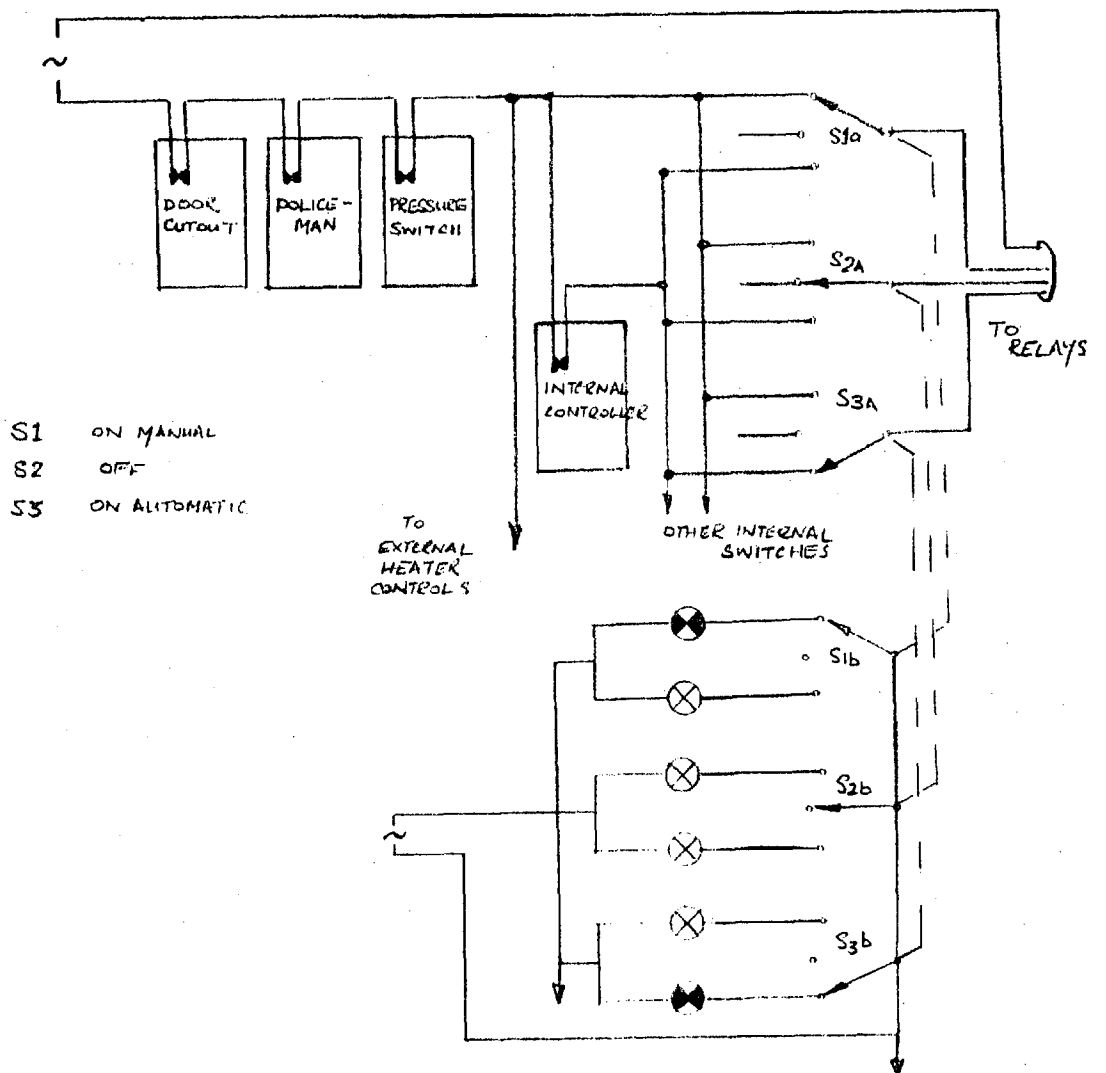 ~
DOOR
CUTOUT
POLICE-
MAN
PRESSURE
SWITCH
S1a
S2A
TO
RELAYS
INTERNAL
CONTROLLER
S3A
S1 ON MANUAL
S2 OFF
S3 ON AUTOMATIC
TO
EXTERNAL
HEATER
CONTROLS
OTHER INTERNAL
SWITCHES
S1b
S2b
~
S3b